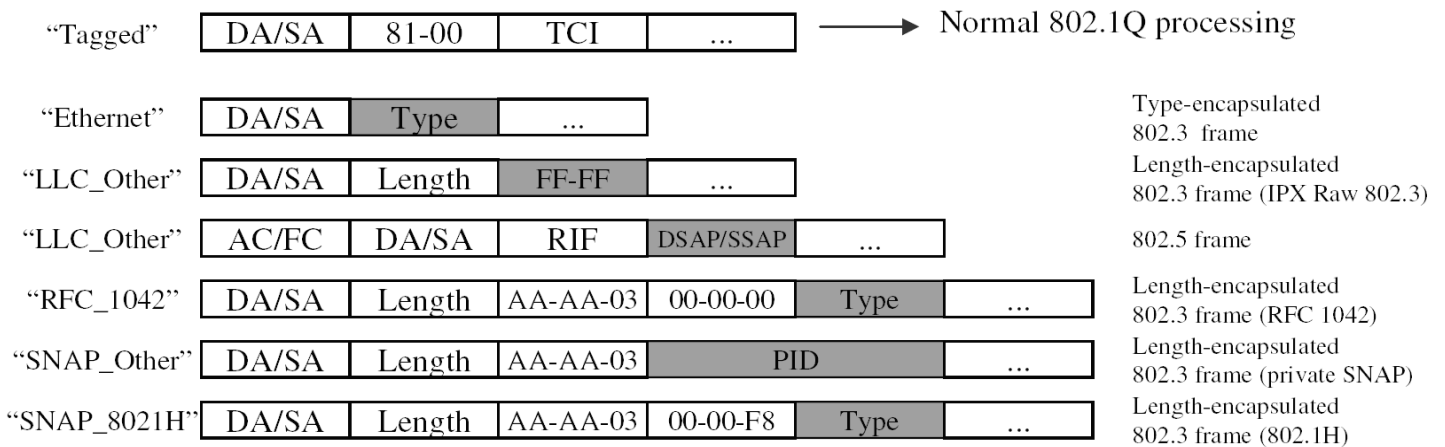 “Tagged” DA/SA 81-00 TCI ... Normal 802.1Q processing
“Ethernet” DA/SA Type ... Type-encapsulated
802.3 frame
“LLC_Other” DA/SA Length FF-FF ... Length-encapsulated
802.3 frame (IPX Raw 802.3)
“LLC_Other” AC/FC DA/SA RIF DSAP/SSAP ... 802.5 frame
“RFC_1042” DA/SA Length AA-AA-03 00-00-00 Type ... Length-encapsulated
802.3 frame (RFC 1042)
“SNAP_Other” DA/SA Length AA-AA-03 PID ... Length-encapsulated
802.3 frame (private SNAP)
“SNAP_8021H” DA/SA Length AA-AA-03 00-00-F8 Type ... Length-encapsulated
802.3 frame (802.1H)